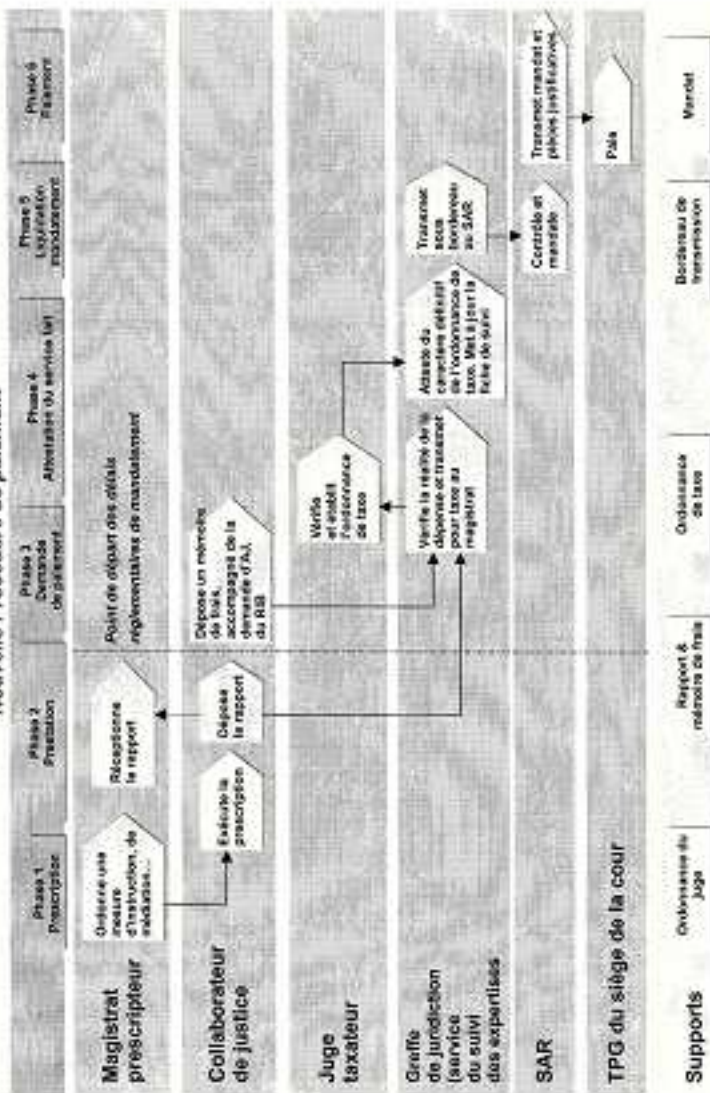 Nouvelle Procédure de paiement
Phase 1
Prescription
Phase 2
Prestation
Phase 3
Demande
de paiement
Phase 4
Attestation du service fait
Phase 5
Liquidation
mandatement
Phase 6
Paiement
Magistrat
prescripteur
Ordonne une
mesure
d'instruction, de
médiation...
Réceptionne
le rapport
Point de départ des délais
réglementaires de mandatement
Collaborateur
de justice
Exécute la
prescription
Dépose
le rapport
Dépose un mémoire
de frais,
accompagné de la
demande d'AJ,
du RIB
Juge
taxateur
Vérifie
et établit
l'ordonnance
de taxe
Greffe
de juridiction
(service
du suivi
des expertises
Vérifie la réalité de la
dépense et transmet
pour taxe au
magistrat
Atteste du
caractère définitif
de l'ordonnance de
taxe. Met à jour la
fiche de suivi
Transmet
sous
bordereau
au SAR
SAR
Contrôle et
mandate
Transmet mandat et
pièces justificatives
TPG du siège de la cour
Paie
Supports
Ordonnance du
juge
Rapport &
mémoire de frais
Ordonnance
de taxe
Bordereau de
transmission
Mandat